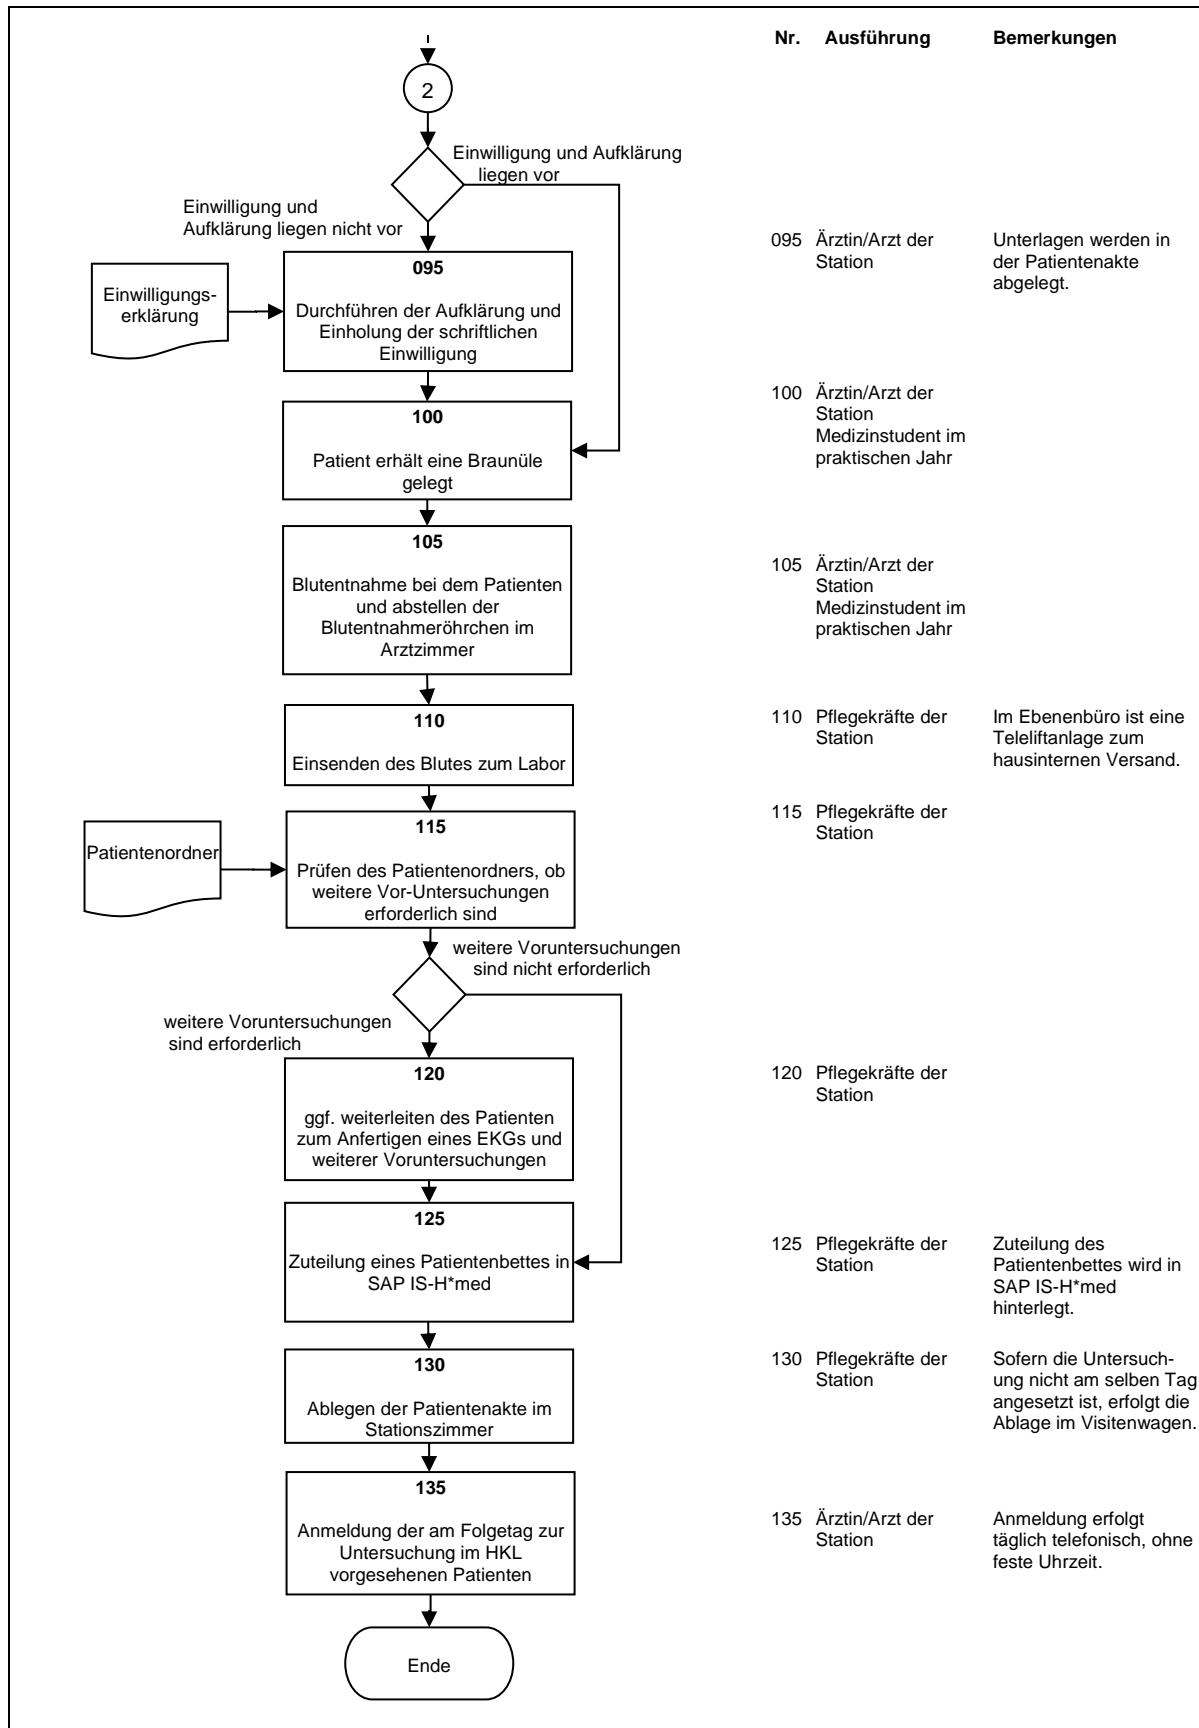 Nr. Ausführung Bemerkungen
2
Einwilligung und Aufklärung
liegen vor
Einwilligung und
Aufklärung liegen nicht vor
Einwilligungs-
erklärung
095
Durchführen der Aufklärung und
Einholung der schriftlichen
Einwilligung
095 Ärztin/Arzt der
Station
Unterlagen werden in
der Patientenakte
abgelegt.
100
Patient erhält eine Braunüle
gelegt
100 Ärztin/Arzt der
Station
Medizinstudent im
praktischen Jahr
105
Blutentnahme bei dem Patienten
und abstellen der
Blutentnahmeröhrchen im
Arztzimmer
105 Ärztin/Arzt der
Station
Medizinstudent im
praktischen Jahr
110
Einsenden des Blutes zum Labor
110 Pflegekräfte der
Station
Im Ebenenbüro ist eine
Teleliftanlage zum
hausinternen Versand.
Patientenordner
115
Prüfen des Patientenordners, ob
weitere Vor-Untersuchungen
erforderlich sind
115 Pflegekräfte der
Station
weitere Voruntersuchungen
sind nicht erforderlich
weitere Voruntersuchungen
sind erforderlich
120
ggf. weiterleiten des Patienten
zum Anfertigen eines EKGs und
weiterer Voruntersuchungen
120 Pflegekräfte der
Station
125
Zuteilung eines Patientenbettes in
SAP IS-H*med
125 Pflegekräfte der
Station
Zuteilung des
Patientenbettes wird in
SAP IS-H*med
hinterlegt.
130
Ablegen der Patientenakte im
Stationszimmer
130 Pflegekräfte der
Station
Sofern die Untersuch-
ung nicht am selben Tag
angesetzt ist, erfolgt die
Ablage im Visitenwagen.
135
Anmeldung der am Folgetag zur
Untersuchung im HKL
vorgesehenen Patienten
135 Ärztin/Arzt der
Station
Anmeldung erfolgt
täglich telefonisch, ohne
feste Uhrzeit.
Ende